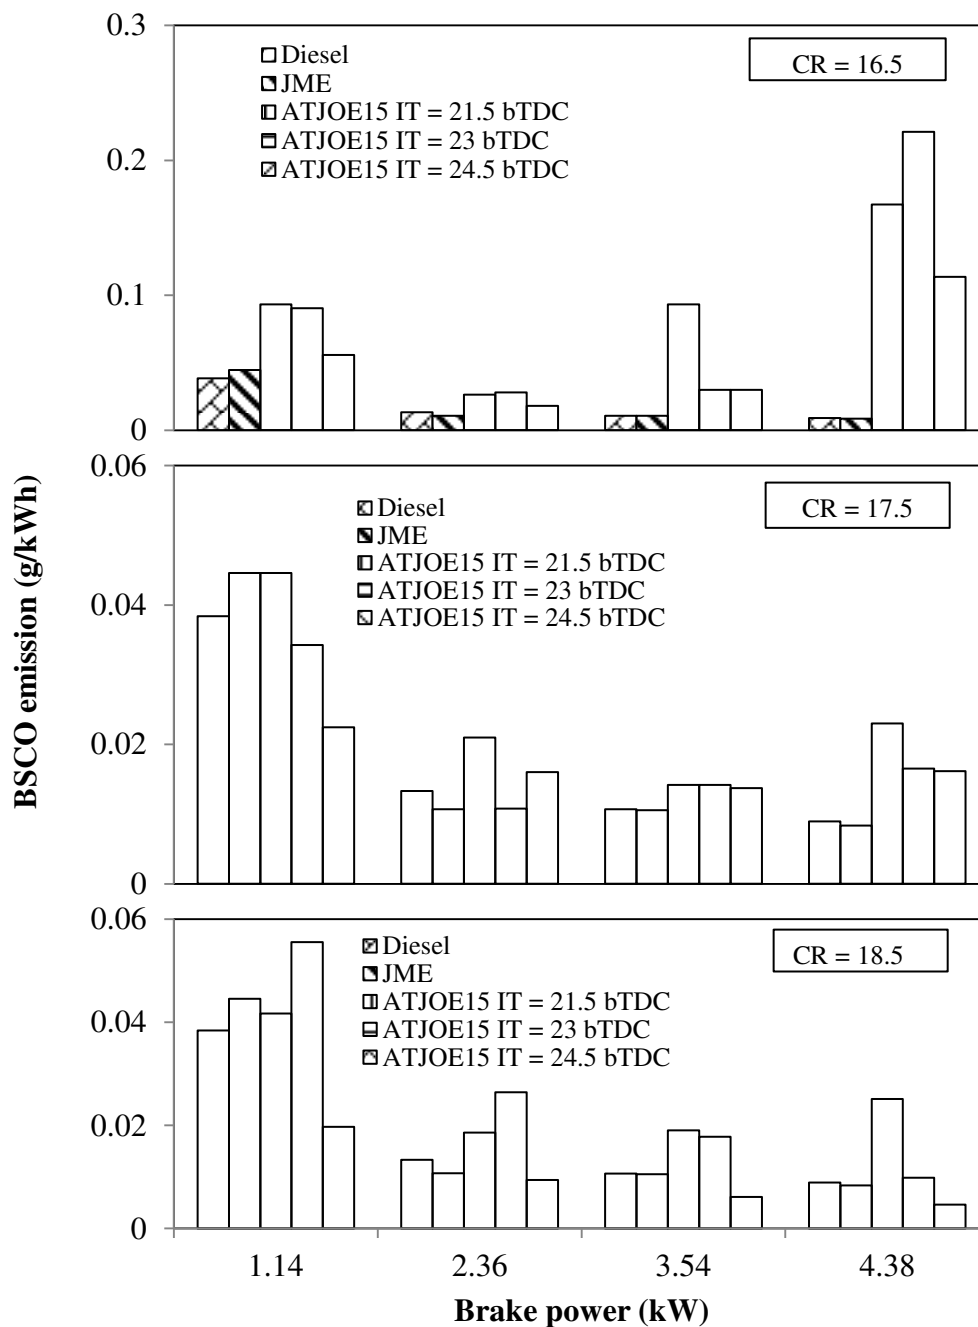 0.3
Diesel
JME
ATJOE15 IT = 21.5 bTDC
ATJOE15 IT = 23 bTDC
ATJOE15 IT = 24.5 bTDC
CR = 16.5
0.2
0.1
0
BSCO emission (g/kWh)
0.06
Diesel
JME
ATJOE15 IT = 21.5 bTDC
ATJOE15 IT = 23 bTDC
ATJOE15 IT = 24.5 bTDC
CR = 17.5
0.04
0.02
0
0.06
Diesel
JME
ATJOE15 IT = 21.5 bTDC
ATJOE15 IT = 23 bTDC
ATJOE15 IT = 24.5 bTDC
CR = 18.5
0.04
0.02
0
1.14 2.36 3.54 4.38
Brake power (kW)